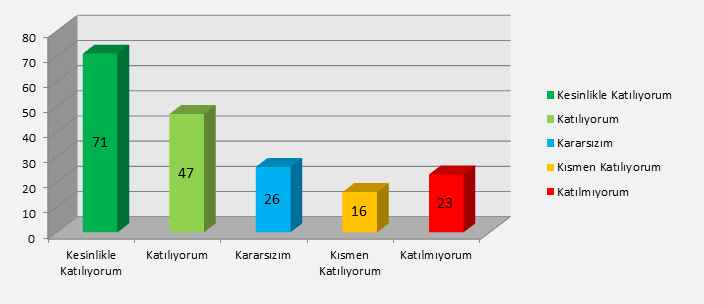 80
70
60
50
40
30
20
10
0
71
47
26
16
23
Kesinlikle
Katılıyorum
Katılıyorum
Kararsızım
Kısmen
Katılıyorum
Katılmıyorum
Kesinlikle Katılıyorum
Katılıyorum
Kararsızım
Kısmen Katılıyorum
Katılmıyorum